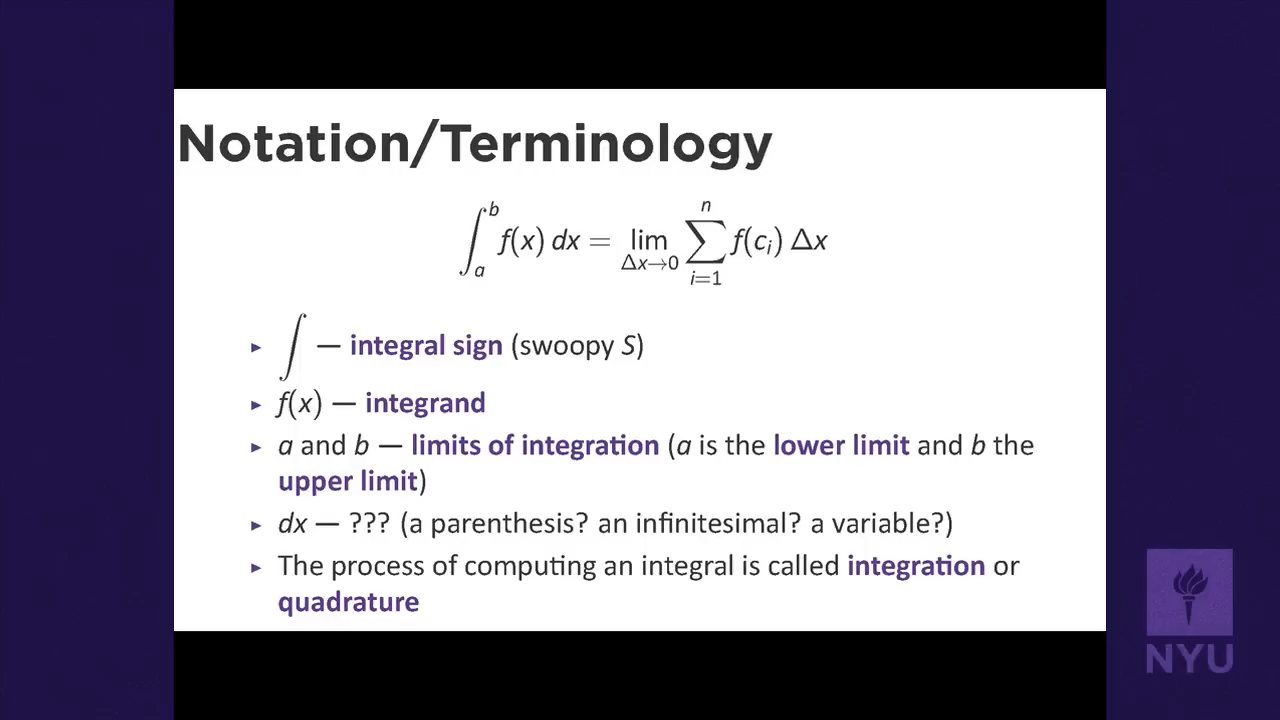 Notation/Terminology
∫_a^b f(x) dx = lim_{Δx→0} ∑_{i=1}^n f(c_i) Δx
▸ ∫ — integral sign (swoopy S)
▸ f(x) — integrand
▸ a and b — limits of integration (a is the lower limit and b the
upper limit)
▸ dx — ??? (a parenthesis? an infinitesimal? a variable?)
▸ The process of computing an integral is called integration or
quadrature
NYU